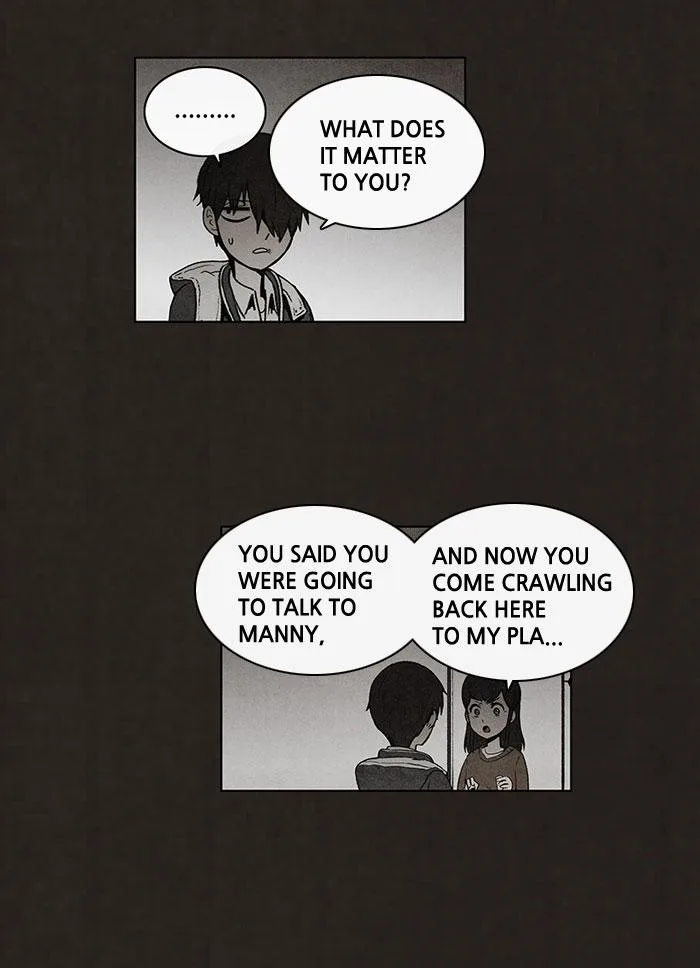 .........
WHAT DOES
IT MATTER
TO YOU?
YOU SAID YOU
WERE GOING
TO TALK TO
MANNY,
AND NOW YOU
COME CRAWLING
BACK HERE
TO MY PLA...